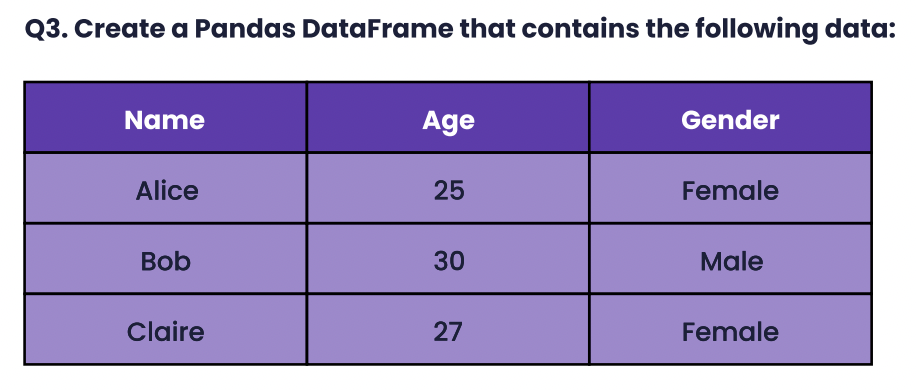 Q3. Create a Pandas DataFrame that contains the following data:
Name Age Gender
Alice 25 Female
Bob 30 Male
Claire 27 Female